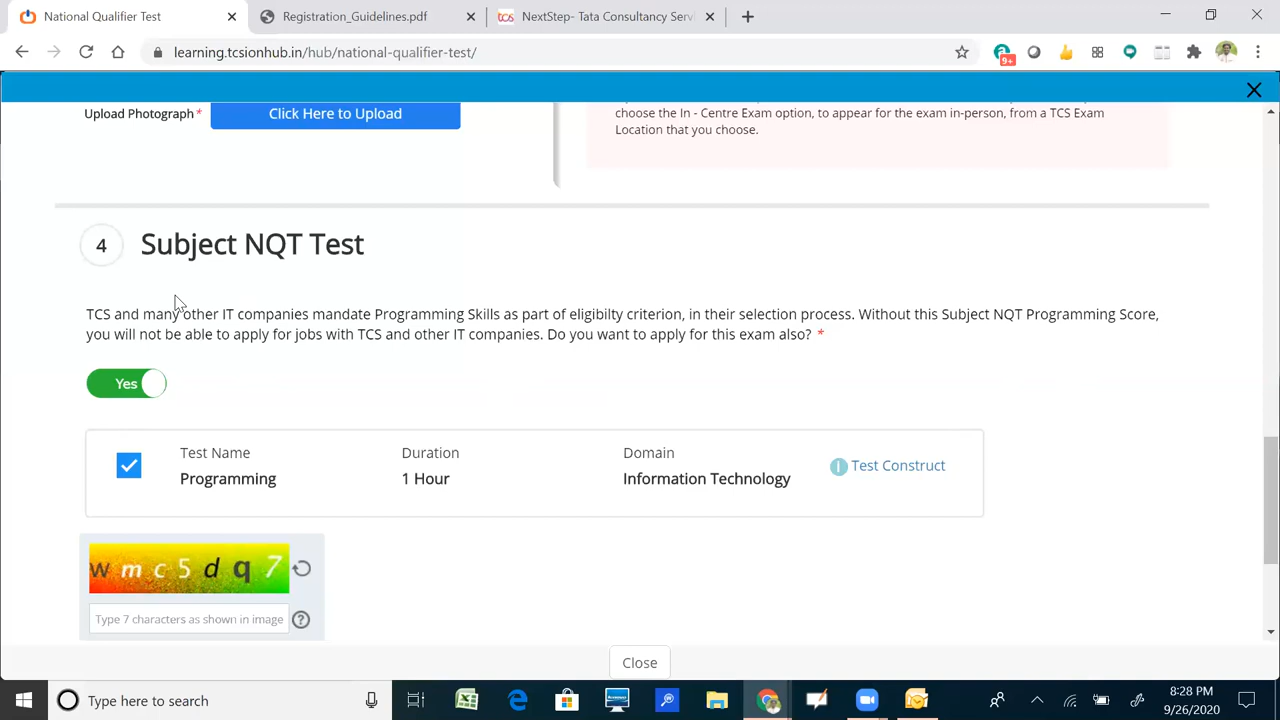 National Qualifier Test
Registration_Guidelines.pdf
tcs
NextStep- Tata Consultancy Servi
learning.tcsionhub.in/hub/national-qualifier-test/
9+
Upload Photograph *
Click Here to Upload
choose the In - Centre Exam option, to appear for the exam in-person, from a TCS Exam
Location that you choose.
4
Subject NQT Test
TCS and many other IT companies mandate Programming Skills as part of eligibilty criterion, in their selection process. Without this Subject NQT Programming Score,
you will not be able to apply for jobs with TCS and other IT companies. Do you want to apply for this exam also? *
Yes
Test Name Duration Domain
Programming 1 Hour Information Technology
Test Construct
w m c 5 d q 7
Type 7 characters as shown in image
Close
Type here to search
8:28 PM
9/26/2020